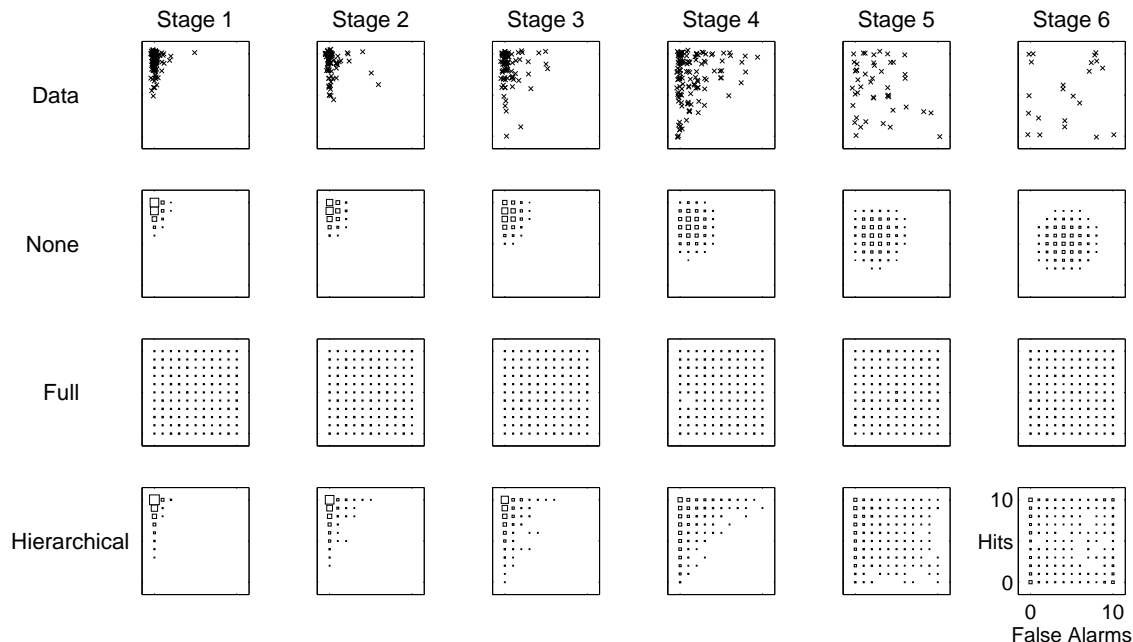 Stage 1 Stage 2 Stage 3 Stage 4 Stage 5 Stage 6
Data
None
Full
Hierarchical
10
Hits
0
0 10
False Alarms